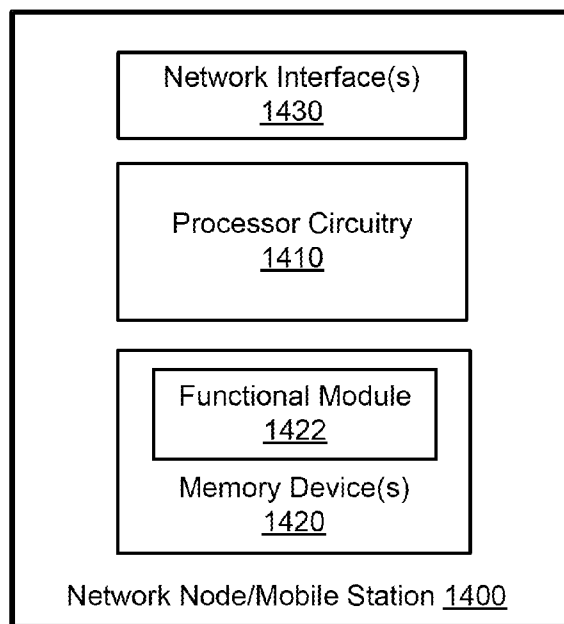 Network Interface(s)
1430
Processor Circuitry
1410
Functional Module
1422
Memory Device(s)
1420
Network Node/Mobile Station 1400